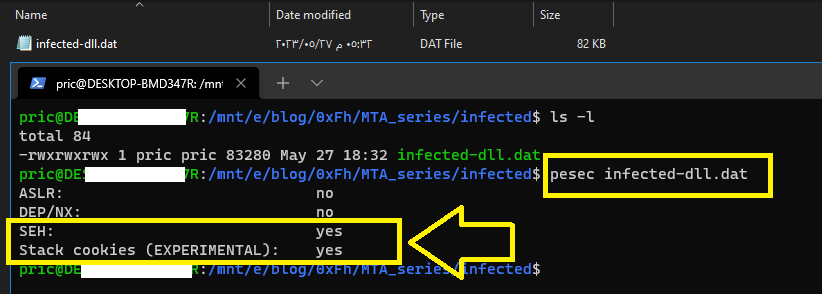 Name Date modified Type Size
infected-dll.dat ٢٠٢٣/٠٥/٢٧ ٠٥:٣٢ م DAT File 82 KB
pric@DESKTOP-BMD347R: /mnt
pric@DE 7R:/mnt/e/blog/0xFh/MTA_series/infected$ ls -l
total 84
-rwxrwxrwx 1 pric pric 83280 May 27 18:32 infected-dll.dat
pric@DE 7R:/mnt/e/blog/0xFh/MTA_series/infected$ pesec infected-dll.dat
ASLR: no
DEP/NX: no
SEH: yes
Stack cookies (EXPERIMENTAL): yes
pric@DE 7R:/mnt/e/blog/0xFh/MTA_series/infected$